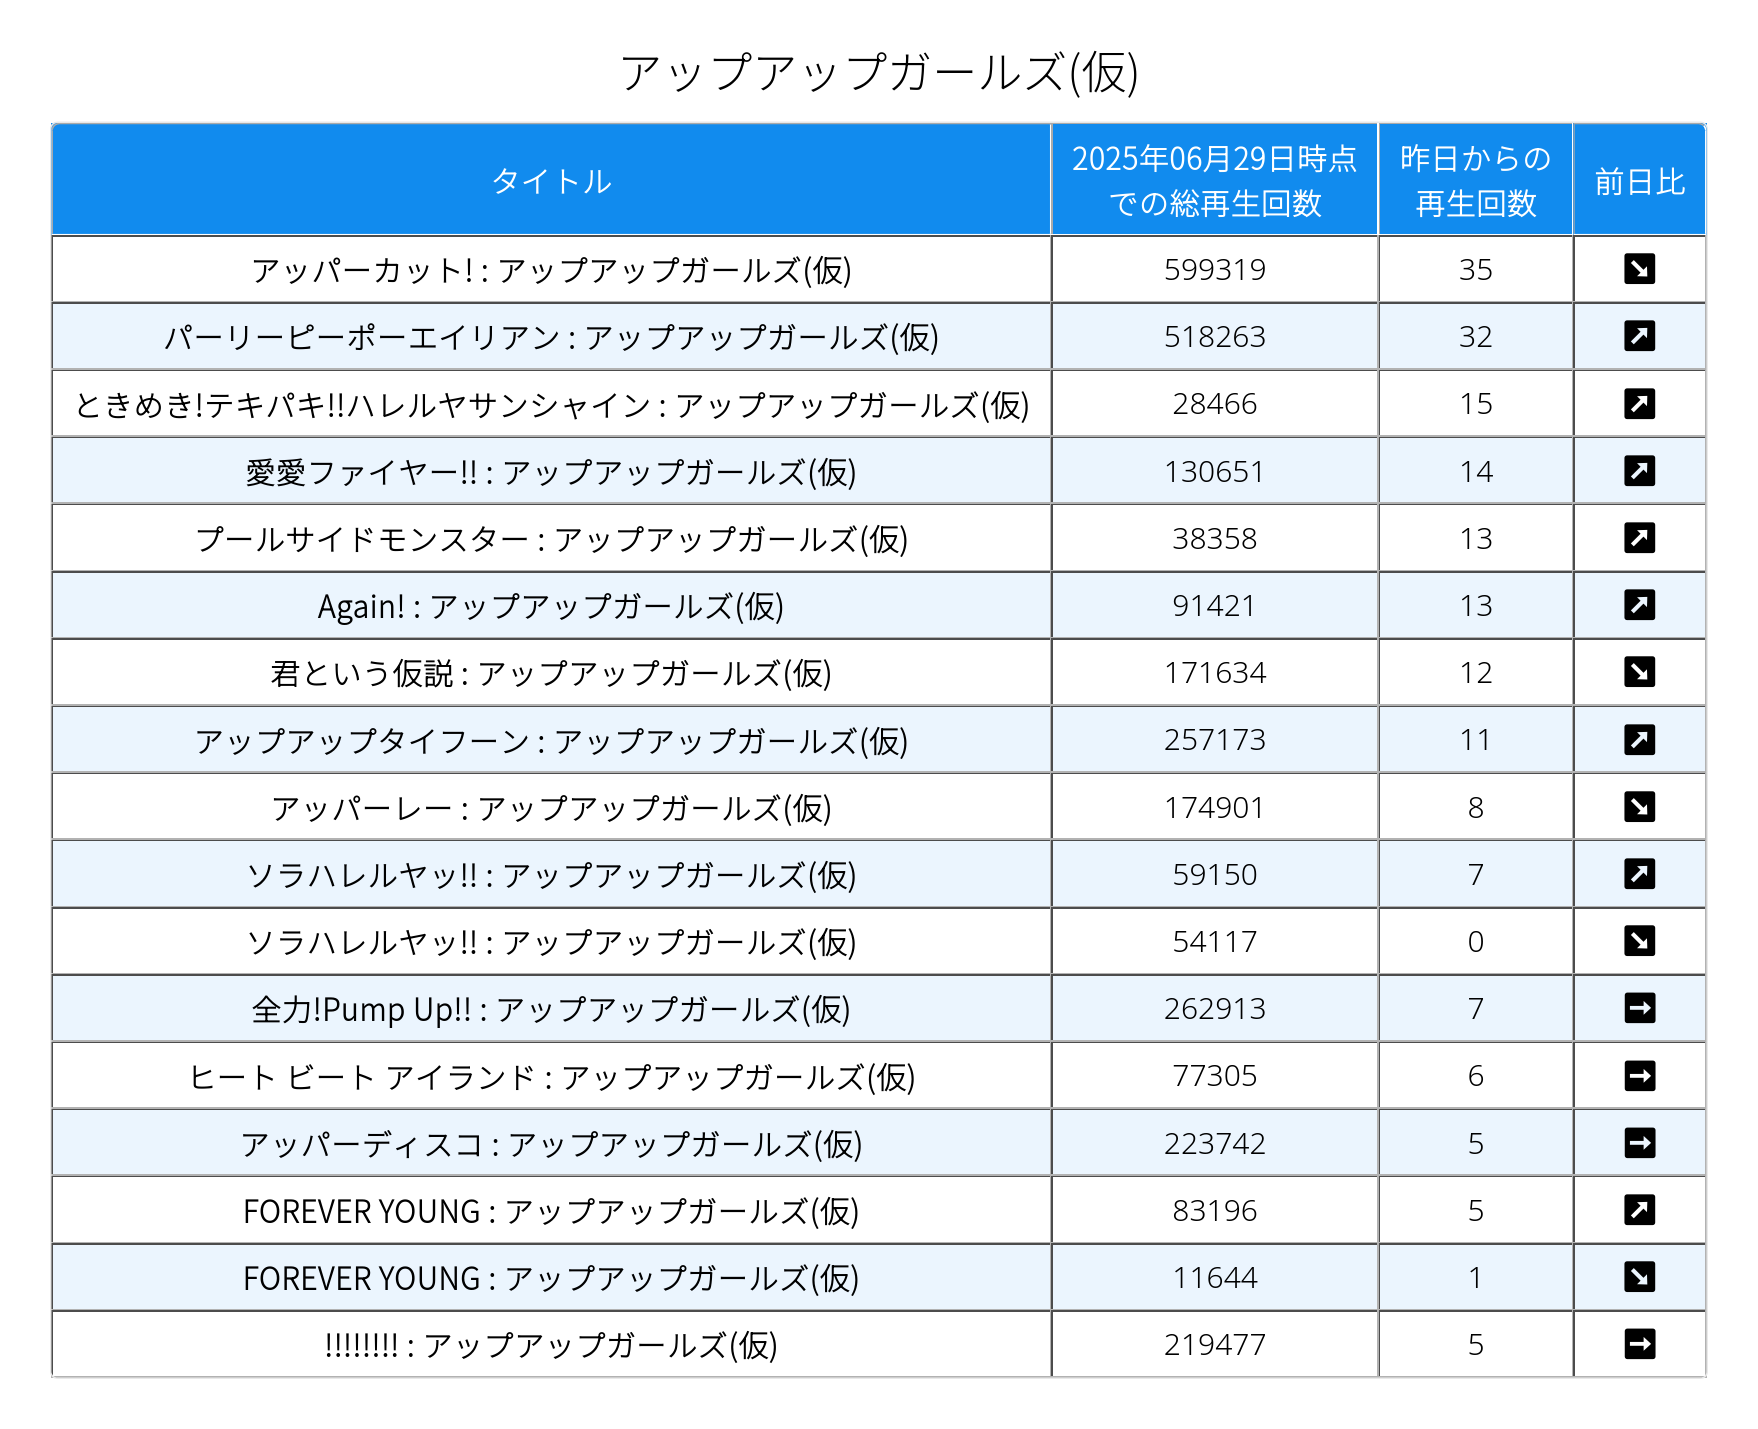 アップアップガールズ(仮)
タイトル 2025年06月29日時点での総再生回数 昨日からの再生回数 前日比
アッパーカット! : アップアップガールズ(仮) 599319 35 ↘
パーリーピーポーエイリアン : アップアップガールズ(仮) 518263 32 ↗
ときめき!テキパキ!!ハレルヤサンシャイン : アップアップガールズ(仮) 28466 15 ↗
愛愛ファイヤー!! : アップアップガールズ(仮) 130651 14 ↗
プールサイドモンスター : アップアップガールズ(仮) 38358 13 ↗
Again! : アップアップガールズ(仮) 91421 13 ↗
君という仮説 : アップアップガールズ(仮) 171634 12 ↘
アップアップタイフーン : アップアップガールズ(仮) 257173 11 ↗
アッパーレー : アップアップガールズ(仮) 174901 8 ↘
ソラハレルヤッ!! : アップアップガールズ(仮) 59150 7 ↗
ソラハレルヤッ!! : アップアップガールズ(仮) 54117 0 ↘
全力!Pump Up!! : アップアップガールズ(仮) 262913 7 →
ヒート ビート アイランド : アップアップガールズ(仮) 77305 6 →
アッパーディスコ : アップアップガールズ(仮) 223742 5 →
FOREVER YOUNG : アップアップガールズ(仮) 83196 5 ↗
FOREVER YOUNG : アップアップガールズ(仮) 11644 1 ↘
!!!!!!!! : アップアップガールズ(仮) 219477 5 →